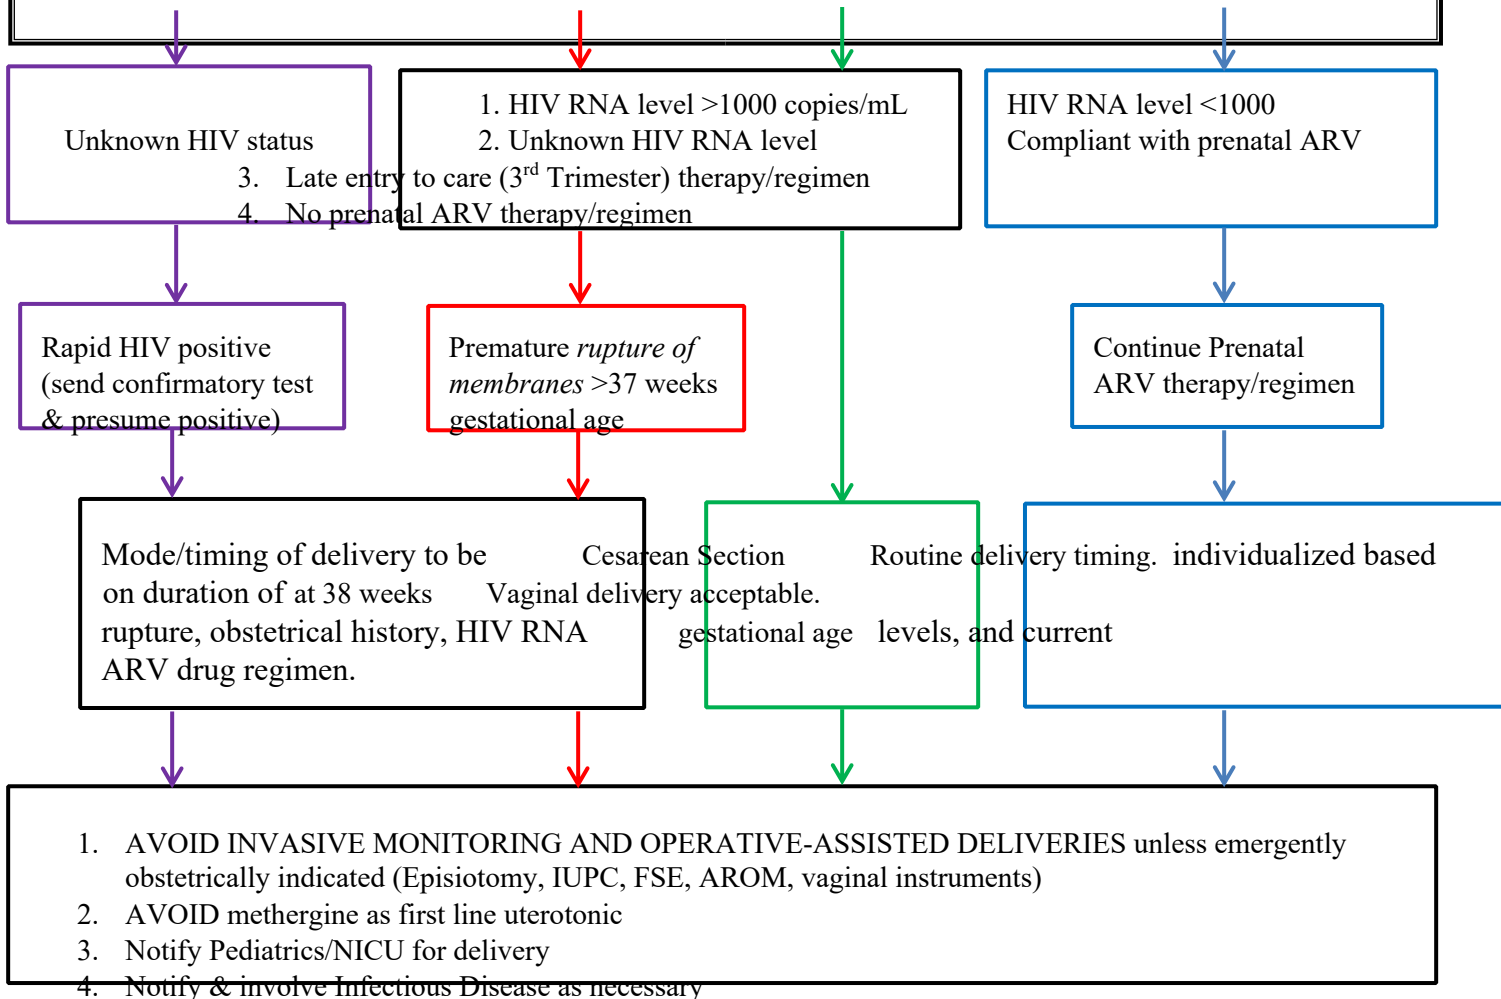 Unknown HIV status
1. HIV RNA level >1000 copies/mL
2. Unknown HIV RNA level
3. Late entry to care (3rd Trimester) therapy/regimen
4. No prenatal ARV therapy/regimen
HIV RNA level <1000
Compliant with prenatal ARV
Rapid HIV positive
(send confirmatory test
& presume positive)
Premature rupture of
membranes >37 weeks
gestational age
Continue Prenatal
ARV therapy/regimen
Mode/timing of delivery to be Cesarean Section Routine delivery timing. individualized based
on duration of at 38 weeks Vaginal delivery acceptable.
rupture, obstetrical history, HIV RNA gestational age levels, and current
ARV drug regimen.
1. AVOID INVASIVE MONITORING AND OPERATIVE-ASSISTED DELIVERIES unless emergently
obstetrically indicated (Episiotomy, IUPC, FSE, AROM, vaginal instruments)
2. AVOID methergine as first line uterotonic
3. Notify Pediatrics/NICU for delivery
4. Notify & involve Infectious Disease as necessary